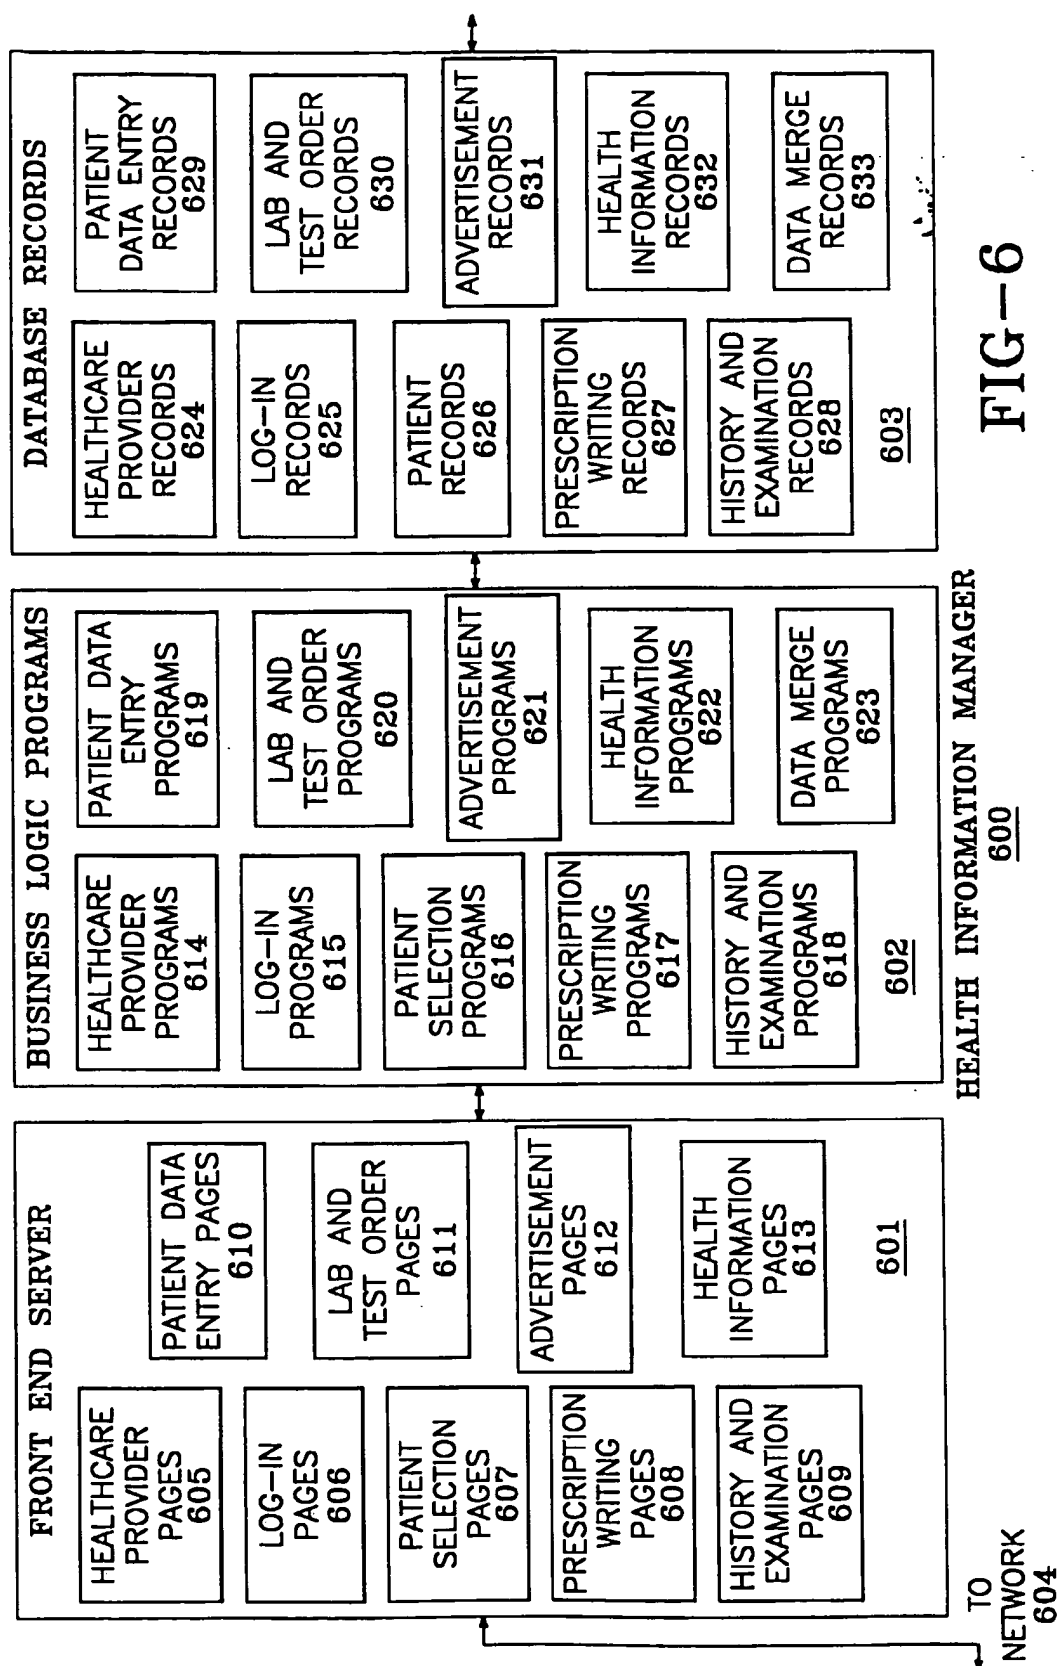 FRONT END SERVER
HEALTHCARE
PROVIDER
PAGES
605
LOG-IN
PAGES
606
PATIENT
SELECTION
PAGES
607
PRESCRIPTION
WRITING
PAGES
608
HISTORY AND
EXAMINATION
PAGES
609
PATIENT DATA
ENTRY PAGES
610
LAB AND
TEST ORDER
PAGES
611
ADVERTISEMENT
PAGES
612
HEALTH
INFORMATION
PAGES
613
601
TO
NETWORK
604
BUSINESS LOGIC PROGRAMS
HEALTHCARE
PROVIDER
PROGRAMS
614
LOG-IN
PROGRAMS
615
PATIENT
SELECTION
PROGRAMS
616
PRESCRIPTION
WRITING
PROGRAMS
617
HISTORY AND
EXAMINATION
PROGRAMS
618
PATIENT DATA
ENTRY
PROGRAMS
619
LAB AND
TEST ORDER
PROGRAMS
620
ADVERTISEMENT
PROGRAMS
621
HEALTH
INFORMATION
PROGRAMS
622
DATA MERGE
PROGRAMS
623
602
DATABASE RECORDS
HEALTHCARE
PROVIDER
RECORDS
624
LOG-IN
RECORDS
625
PATIENT
RECORDS
626
PRESCRIPTION
WRITING
RECORDS
627
HISTORY AND
EXAMINATION
RECORDS
628
PATIENT
DATA ENTRY
RECORDS
629
LAB AND
TEST ORDER
RECORDS
630
ADVERTISEMENT
RECORDS
631
HEALTH
INFORMATION
RECORDS
632
DATA MERGE
RECORDS
633
603
HEALTH INFORMATION MANAGER
600
FIG-6